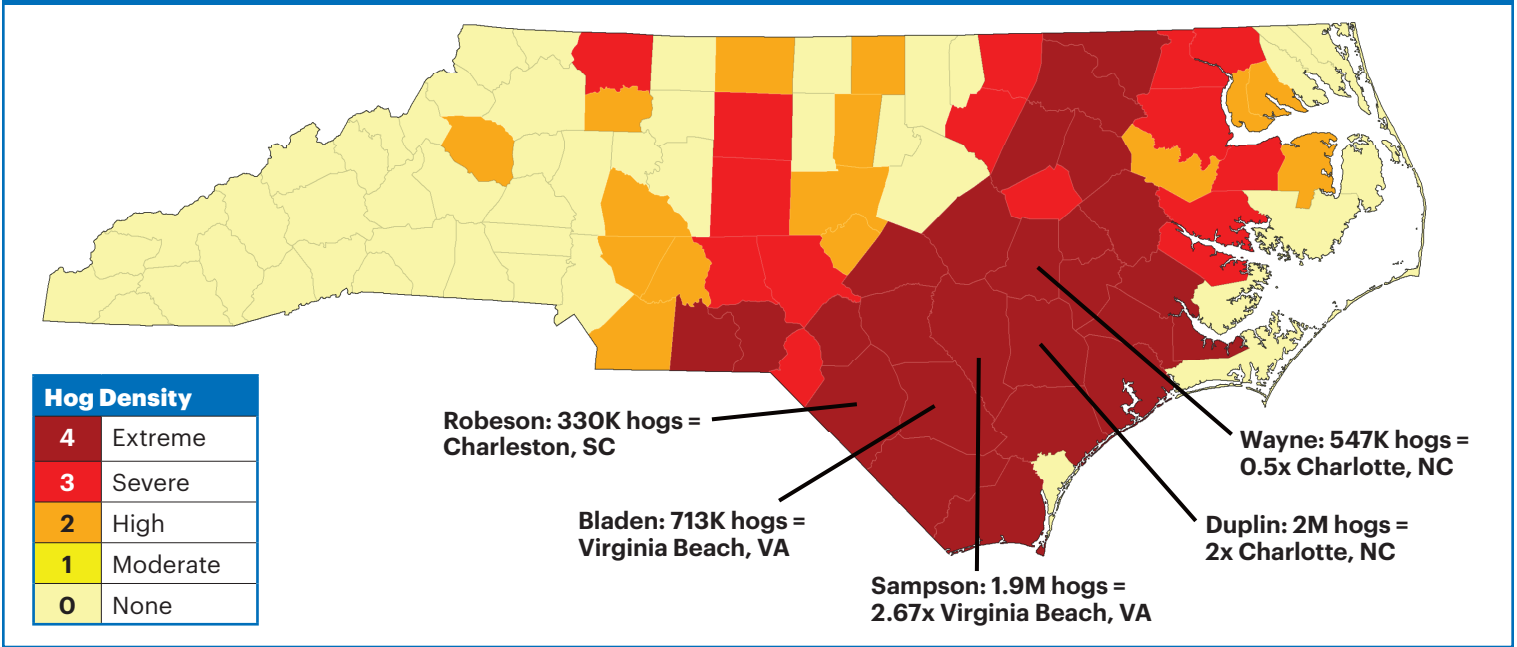 Hog Density
4 Extreme
3 Severe
2 High
1 Moderate
0 None
Robeson: 330K hogs =
Charleston, SC
Bladen: 713K hogs =
Virginia Beach, VA
Sampson: 1.9M hogs =
2.67x Virginia Beach, VA
Duplin: 2M hogs =
2x Charlotte, NC
Wayne: 547K hogs =
0.5x Charlotte, NC